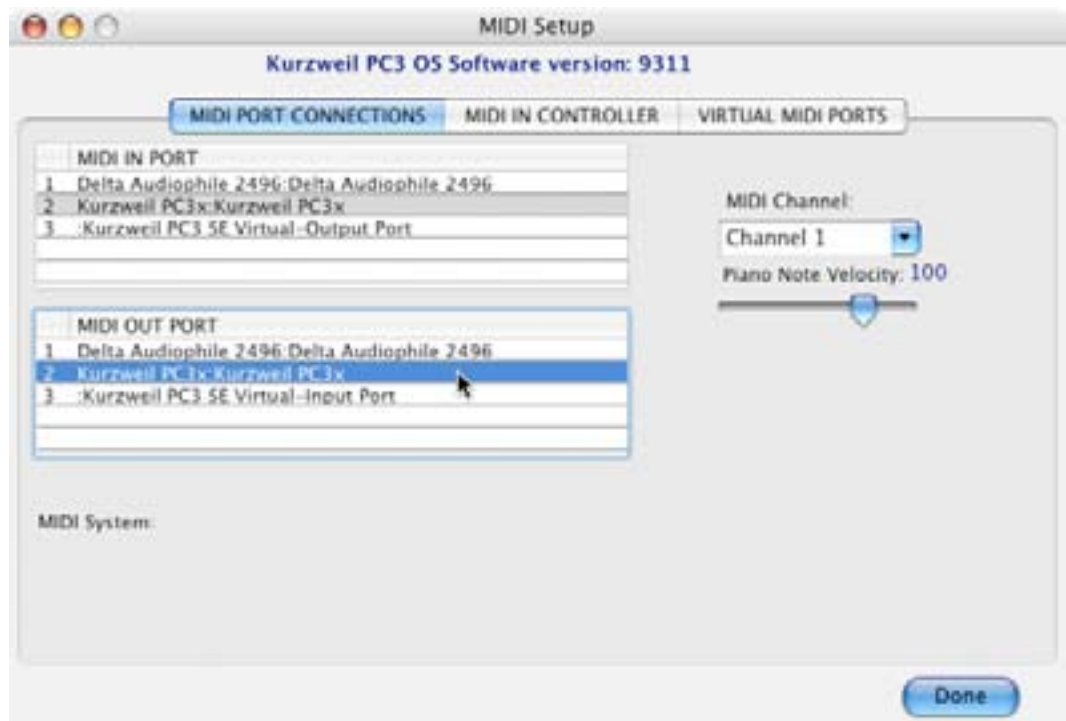 MIDI Setup
Kurzweil PC3 OS Software version: 9311
MIDI PORT CONNECTIONS MIDI IN CONTROLLER VIRTUAL MIDI PORTS
MIDI IN PORT
1 Delta Audiophile 2496:Delta Audiophile 2496
2 Kurzweil PC3x:Kurzweil PC3x
3 :Kurzweil PC3 SE Virtual-Output Port
MIDI Channel:
Channel 1
Piano Note Velocity: 100
MIDI OUT PORT
1 Delta Audiophile 2496:Delta Audiophile 2496
2 Kurzweil PC3x:Kurzweil PC3x
3 :Kurzweil PC3 SE Virtual-Input Port
MIDI System:
Done